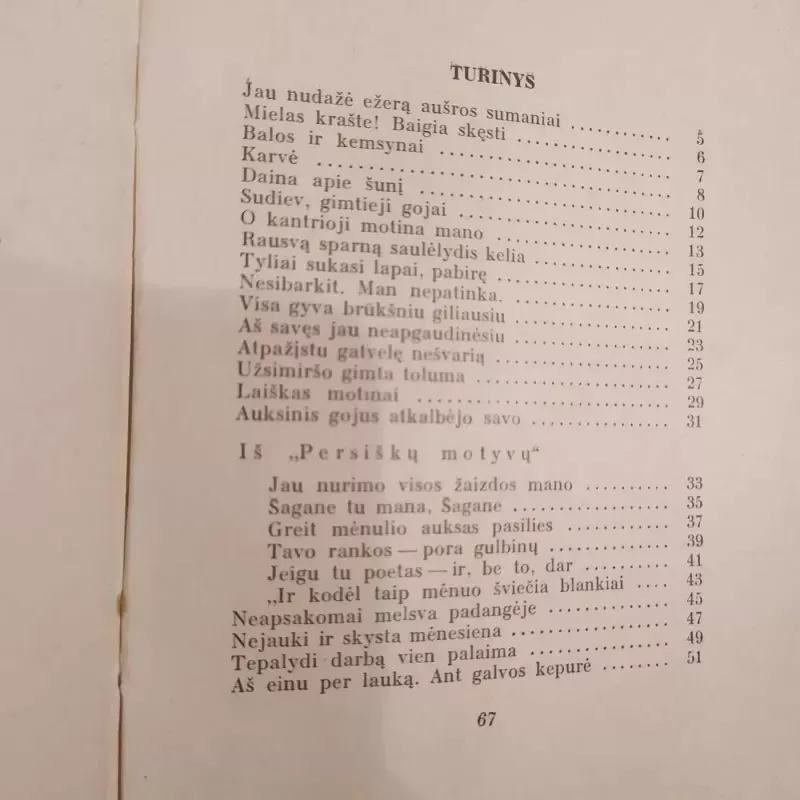 TURINYS
Jau nudažė ežerą aušros sumaniai ........... 5
Mielas krašte! Baigia skęsti ................ 6
Balos ir kemsynai ........................ 7
Karvė .................................. 8
Daina apie šunį ......................... 10
Sudiev, gimtieji gojai ..................... 12
O kantrioji motina mano .................. 13
Rausvą sparną saulėlydis kelia .............. 15
Tyliai sukasi lapai, pabirę ................. 17
Nesibarkit. Man nepatinka. ................ 19
Visa gyva brūkšniu giliausiu ................ 21
Aš savęs jau neapgaudinėsiu ................ 23
Atpažįstu gatvelę nešvarią .................. 25
Užsimiršo gimta toluma ................... 27
Laiškas motinai .......................... 29
Auksinis gojus atkalbėjo savo ............... 31
Iš „Persiškų motyvų“
Jau nurimo visos žaizdos mano .......... 33
Šagane tu mana, Šagane ................ 35
Greit mėnulio auksas pasilies ............ 37
Tavo rankos — pora gulbinų ............. 39
Jeigu tu poetas — ir, be to, dar .......... 41
„Ir kodėl taip mėnuo šviečia blankiai .... 43
Neapsakomai melsva padangėje ............. 45
Nejauki ir skysta mėnesiena ................ 47
Tepalydi darbą vien palaima ................ 49
Aš einu per lauką. Ant galvos kepurė ........ 51
67